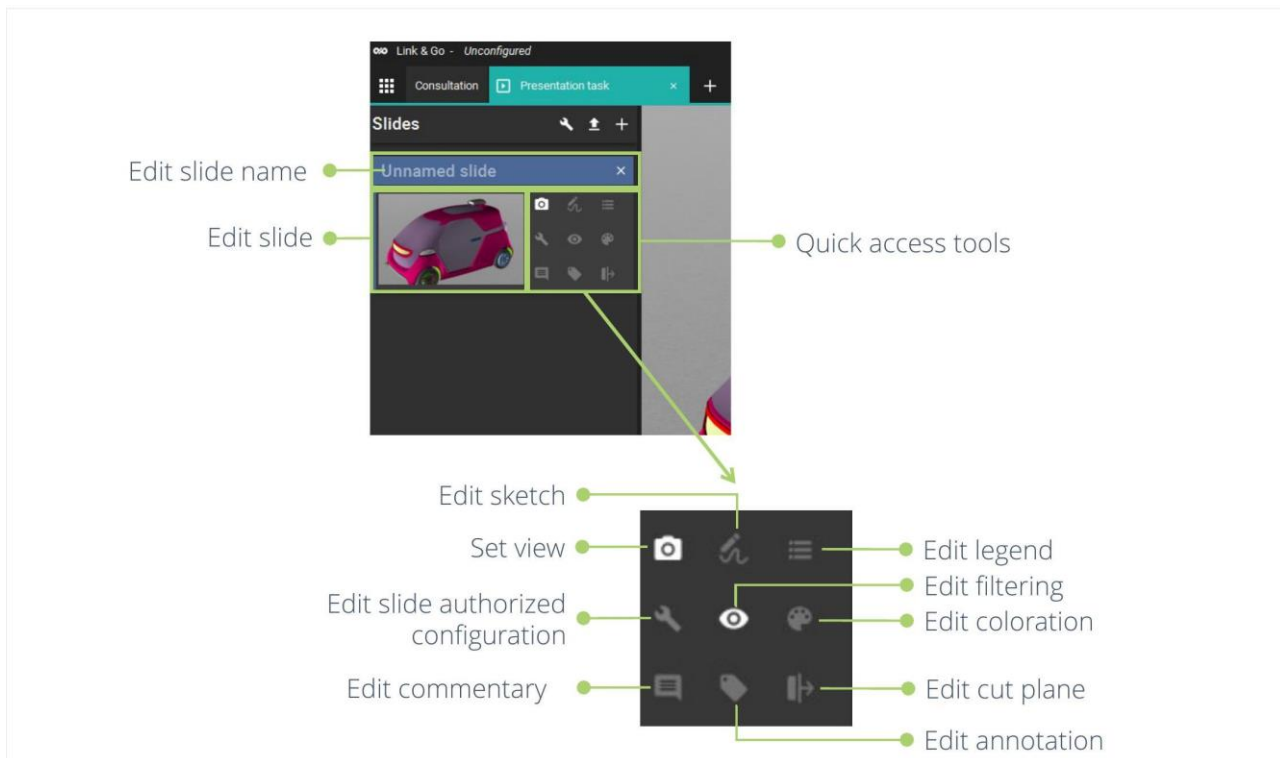 Link & Go - Unconfigured
Consultation
Presentation task
Slides
Edit slide name
Unnamed slide
Edit slide
Quick access tools
Edit sketch
Set view
Edit legend
Edit filtering
Edit slide authorized
configuration
Edit coloration
Edit commentary
Edit cut plane
Edit annotation